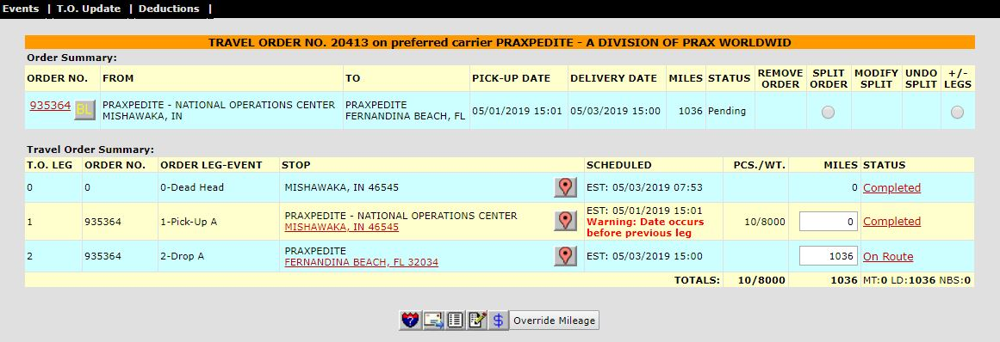 Events | T.O. Update | Deductions |
TRAVEL ORDER NO. 20413 on preferred carrier PRAXPEDITE - A DIVISION OF PRAX WORLDWID
Order Summary:
ORDER NO. FROM TO PICK-UP DATE DELIVERY DATE MILES STATUS REMOVE ORDER SPLIT ORDER MODIFY SPLIT UNDO SPLIT +/- LEGS
935364 BL PRAXPEDITE - NATIONAL OPERATIONS CENTER PRAXPEDITE 05/01/2019 15:01 05/03/2019 15:00 1036 Pending
MISHAWAKA, IN FERNANDINA BEACH, FL
Travel Order Summary:
T.O. LEG ORDER NO. ORDER LEG-EVENT STOP SCHEDULED PCS./WT. MILES STATUS
0 0 0-Dead Head MISHAWAKA, IN 46545 EST: 05/03/2019 07:53 0 Completed
1 935364 1-Pick-Up A PRAXPEDITE - NATIONAL OPERATIONS CENTER EST: 05/01/2019 15:01 10/8000 0 Completed
MISHAWAKA, IN 46545 Warning: Date occurs
before previous leg
2 935364 2-Drop A PRAXPEDITE EST: 05/03/2019 15:00 1036 On Route
FERNANDINA BEACH, FL 32034
TOTALS: 10/8000 1036 MT:0 LD:1036 NBS:0
? $ Override Mileage